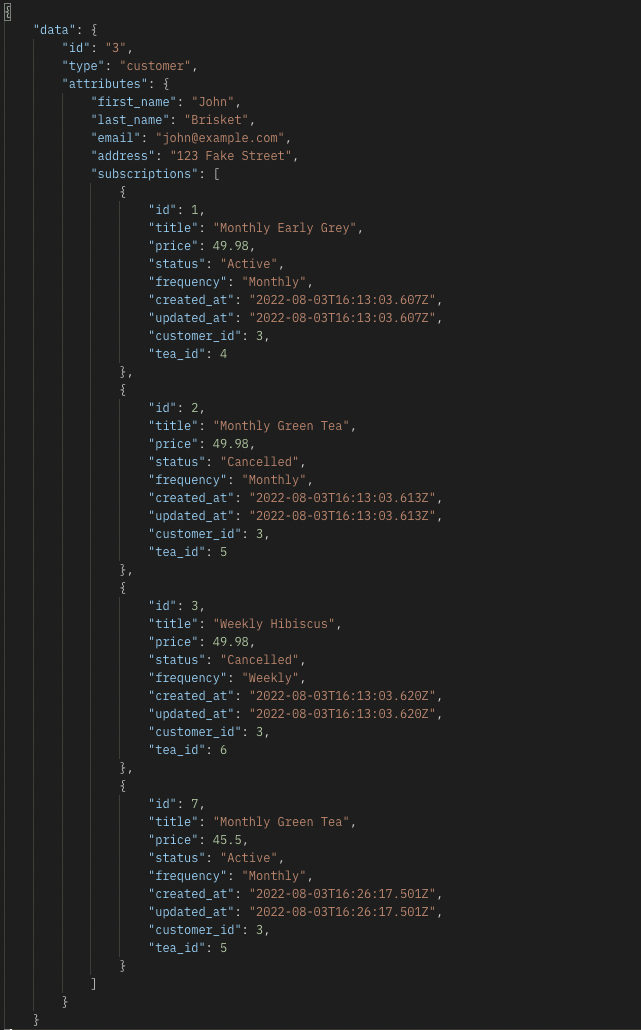 {
    "data": {
        "id": "3",
        "type": "customer",
        "attributes": {
            "first_name": "John",
            "last_name": "Brisket",
            "email": "john@example.com",
            "address": "123 Fake Street",
            "subscriptions": [
                {
                    "id": 1,
                    "title": "Monthly Early Grey",
                    "price": 49.98,
                    "status": "Active",
                    "frequency": "Monthly",
                    "created_at": "2022-08-03T16:13:03.607Z",
                    "updated_at": "2022-08-03T16:13:03.607Z",
                    "customer_id": 3,
                    "tea_id": 4
                },
                {
                    "id": 2,
                    "title": "Monthly Green Tea",
                    "price": 49.98,
                    "status": "Cancelled",
                    "frequency": "Monthly",
                    "created_at": "2022-08-03T16:13:03.613Z",
                    "updated_at": "2022-08-03T16:13:03.613Z",
                    "customer_id": 3,
                    "tea_id": 5
                },
                {
                    "id": 3,
                    "title": "Weekly Hibiscus",
                    "price": 49.98,
                    "status": "Cancelled",
                    "frequency": "Weekly",
                    "created_at": "2022-08-03T16:13:03.620Z",
                    "updated_at": "2022-08-03T16:13:03.620Z",
                    "customer_id": 3,
                    "tea_id": 6
                },
                {
                    "id": 7,
                    "title": "Monthly Green Tea",
                    "price": 45.5,
                    "status": "Active",
                    "frequency": "Monthly",
                    "created_at": "2022-08-03T16:26:17.501Z",
                    "updated_at": "2022-08-03T16:26:17.501Z",
                    "customer_id": 3,
                    "tea_id": 5
                }
            ]
        }
    }